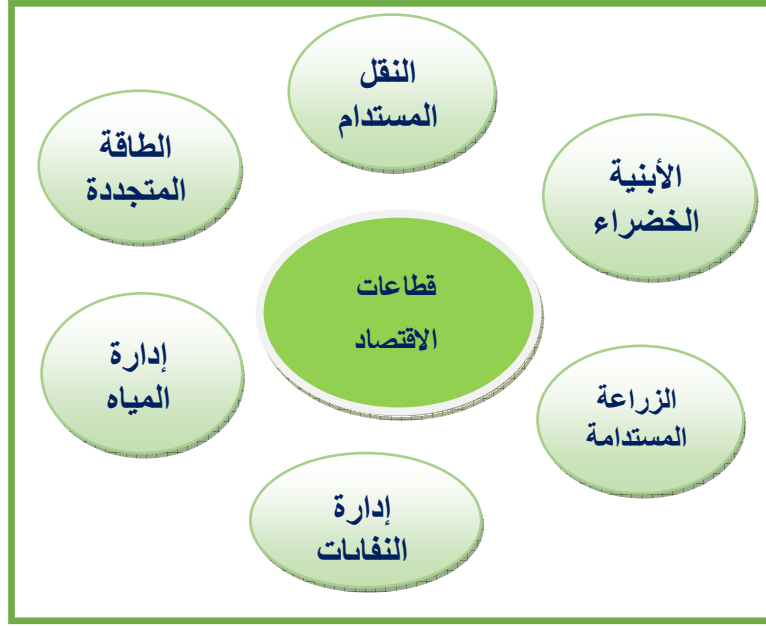 النقل
المستدام
الأبنية
الخضراء
الطاقة
المتجددة
قطاعات
الاقتصاد
إدارة
المياه
الزراعة
المستدامة
إدارة
النفايات